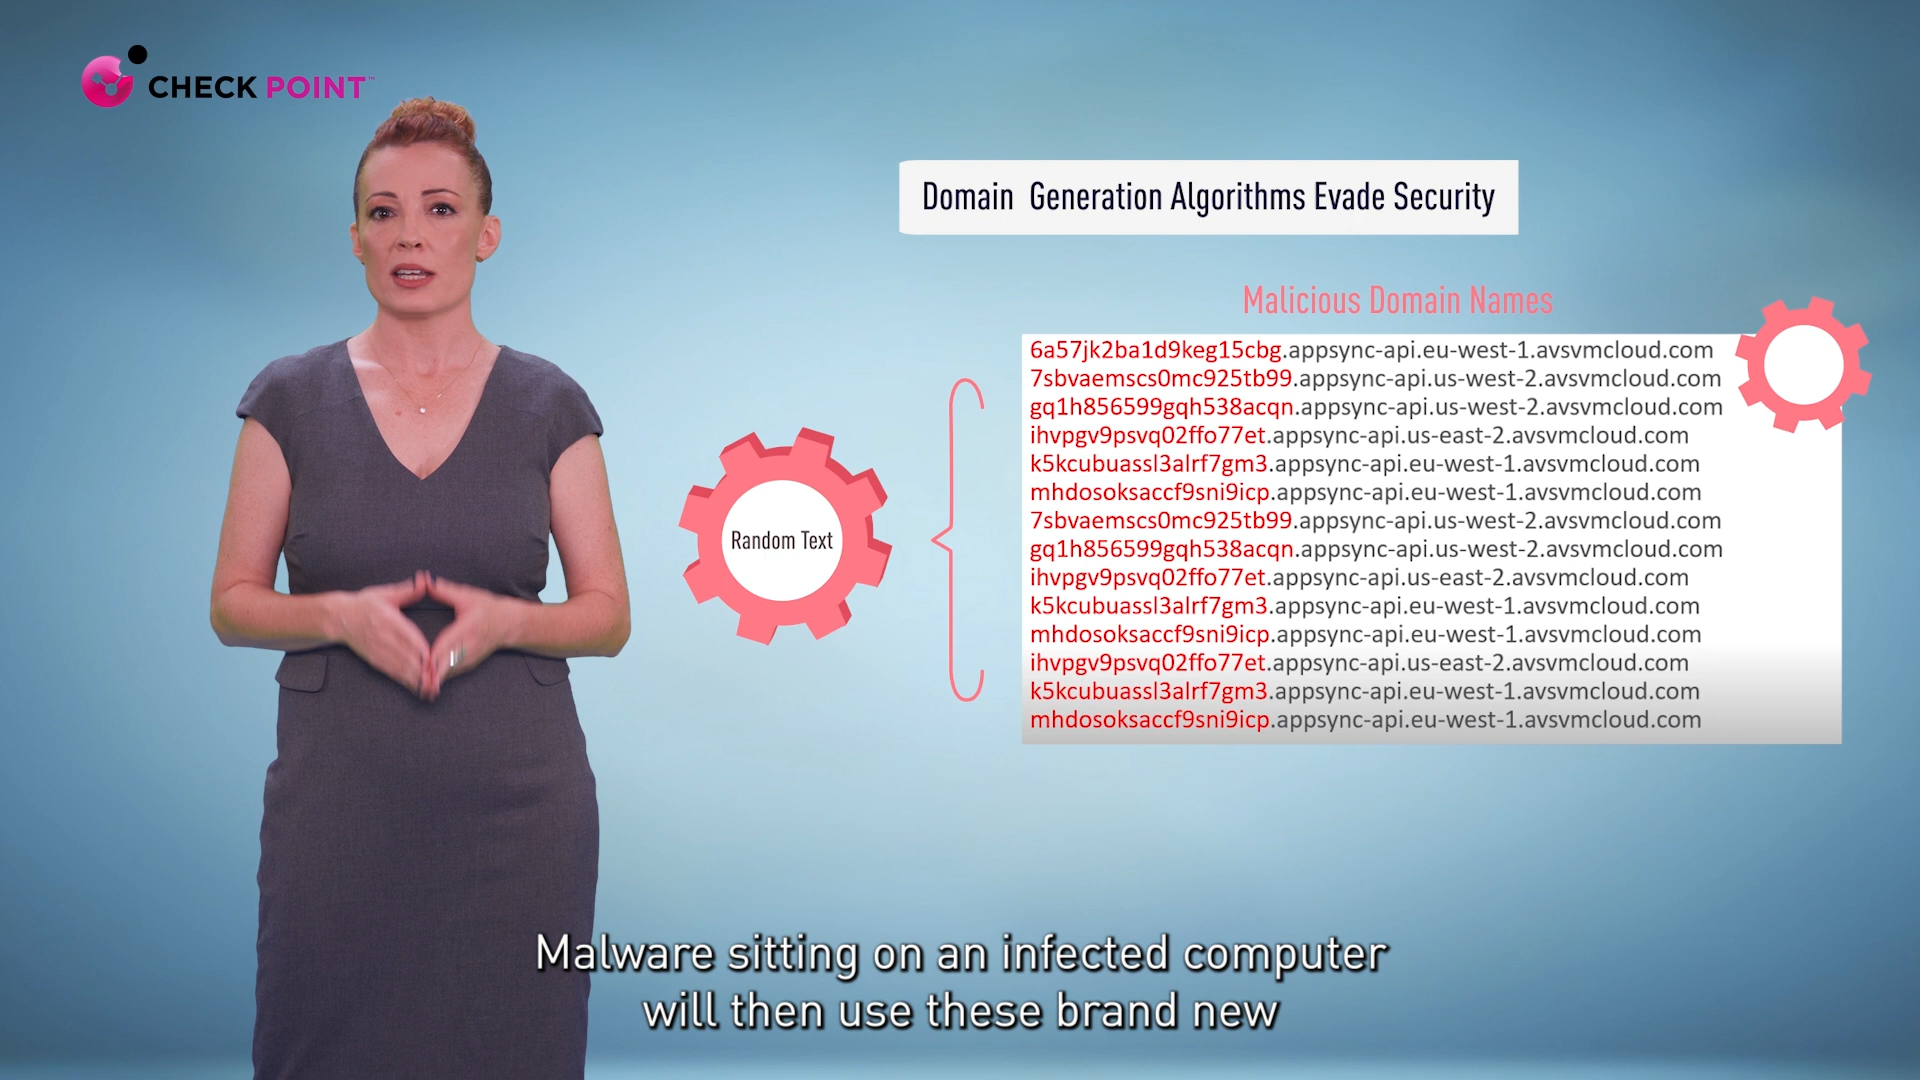 CHECK POINT™
Domain Generation Algorithms Evade Security
Malicious Domain Names
6a57jk2ba1d9keg15cbg.appsync-api.eu-west-1.avsvmcloud.com
7sbvaemscs0mc925tb99.appsync-api.us-west-2.avsvmcloud.com
gq1h856599gqh538acqn.appsync-api.us-west-2.avsvmcloud.com
ihvpgv9psvq02ffo77et.appsync-api.us-east-2.avsvmcloud.com
k5kcubuassl3alrf7gm3.appsync-api.eu-west-1.avsvmcloud.com
mhdosoksaccf9sni9icp.appsync-api.eu-west-1.avsvmcloud.com
7sbvaemscs0mc925tb99.appsync-api.us-west-2.avsvmcloud.com
gq1h856599gqh538acqn.appsync-api.us-west-2.avsvmcloud.com
ihvpgv9psvq02ffo77et.appsync-api.us-east-2.avsvmcloud.com
k5kcubuassl3alrf7gm3.appsync-api.eu-west-1.avsvmcloud.com
mhdosoksaccf9sni9icp.appsync-api.eu-west-1.avsvmcloud.com
ihvpgv9psvq02ffo77et.appsync-api.us-east-2.avsvmcloud.com
k5kcubuassl3alrf7gm3.appsync-api.eu-west-1.avsvmcloud.com
mhdosoksaccf9sni9icp.appsync-api.eu-west-1.avsvmcloud.com
Random Text
Malware sitting on an infected computer
will then use these brand new